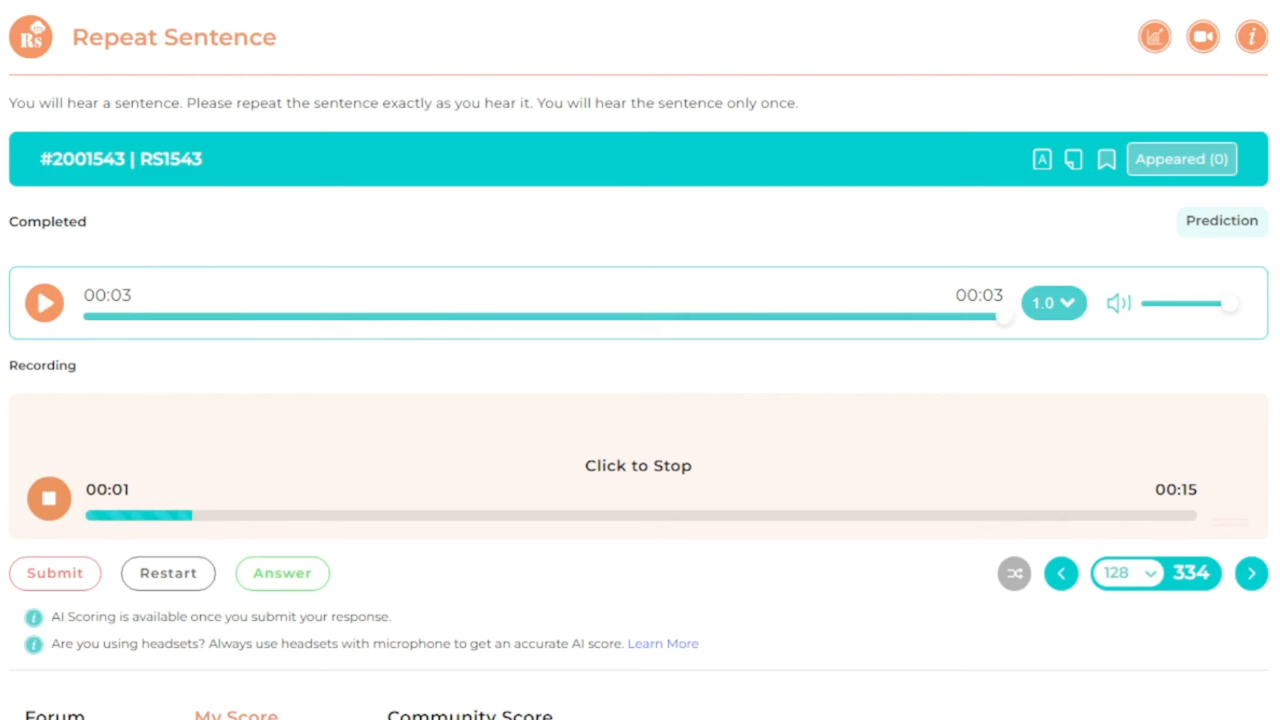 Rs Repeat Sentence
You will hear a sentence. Please repeat the sentence exactly as you hear it. You will hear the sentence only once.
#2001543 | RS1543 A Appeared (0)
Completed Prediction
00:03 00:03 1.0
Recording
Click to Stop
00:01 00:15
Submit Restart Answer 128 334
AI Scoring is available once you submit your response.
Are you using headsets? Always use headsets with microphone to get an accurate AI score. Learn More
Forum My Score Community Score